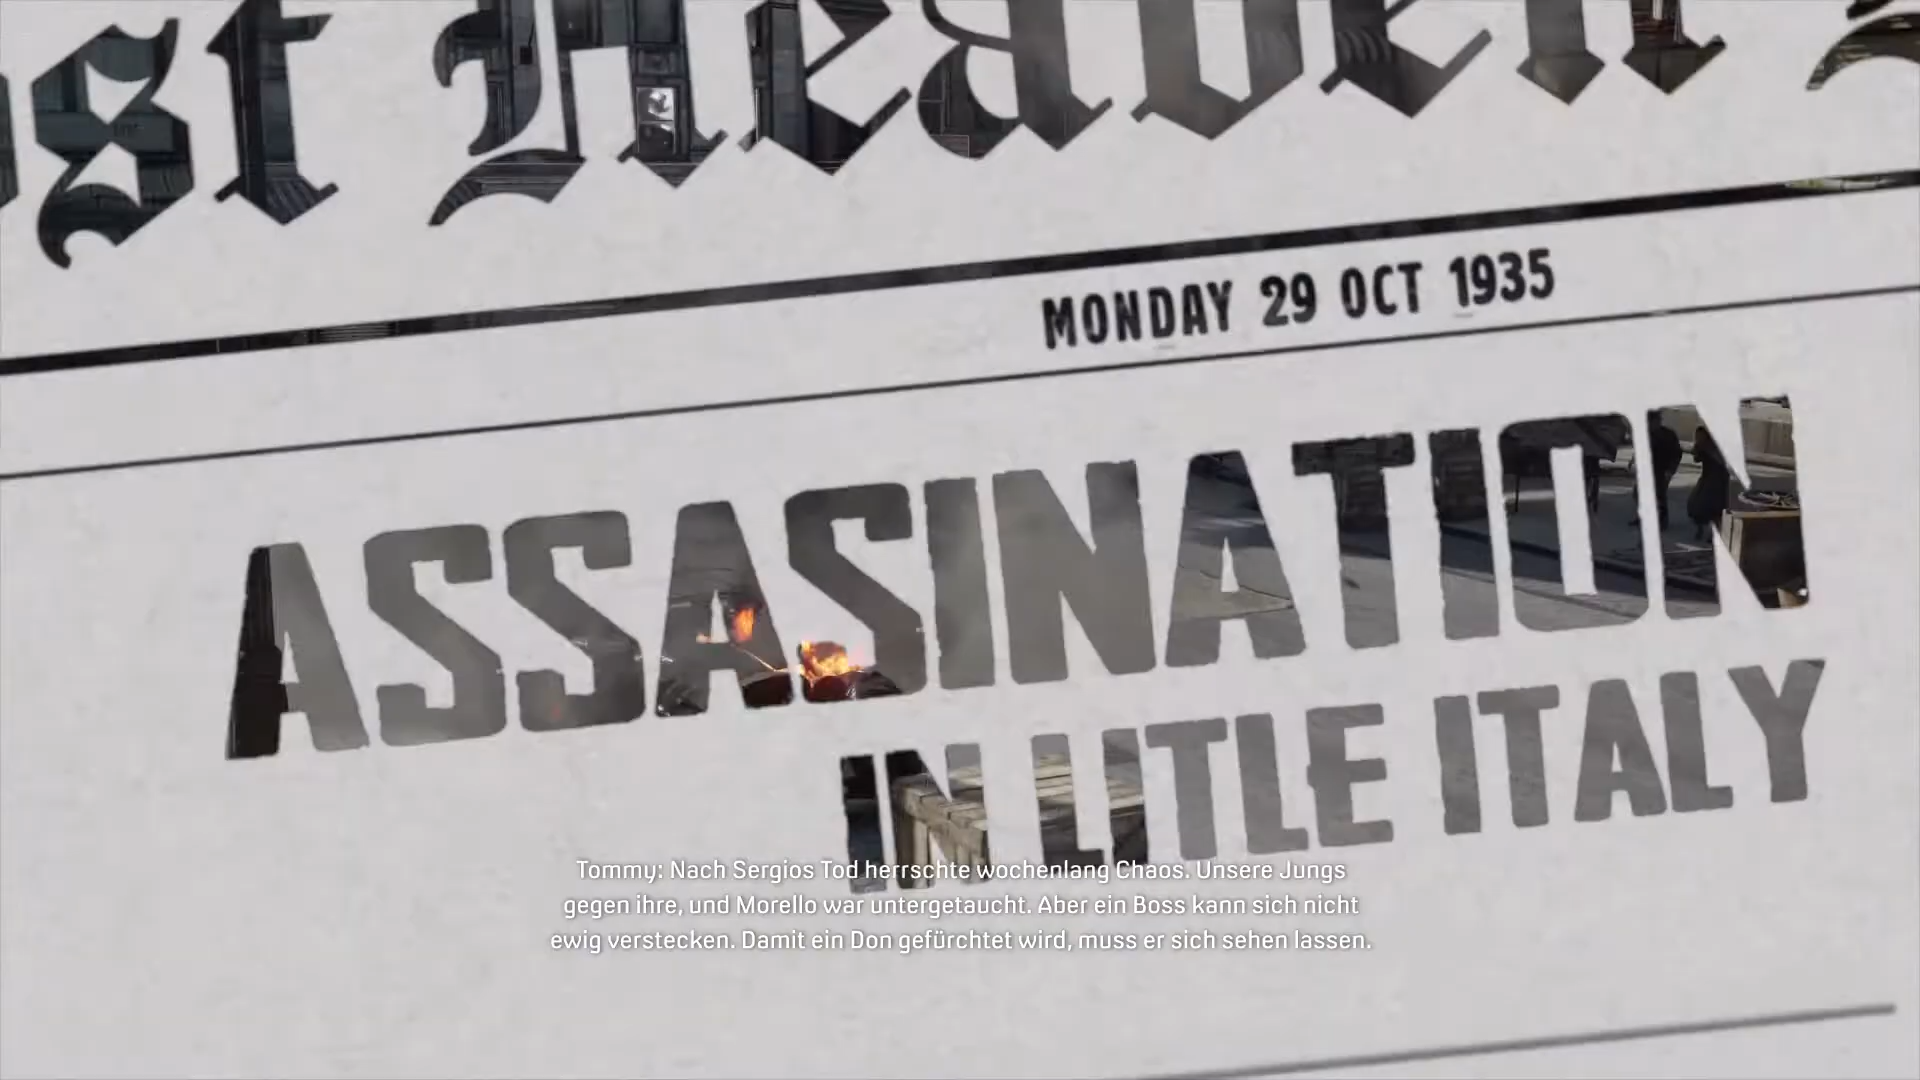 st Heaven
MONDAY 29 OCT 1935
ASSASINATION
IN LITLE ITALY
Tommy: Nach Sergios Tod herrschte wochenlang Chaos. Unsere Jungs
gegen ihre, und Morello war untergetaucht. Aber ein Boss kann sich nicht
ewig verstecken. Damit ein Don gefürchtet wird, muss er sich sehen lassen.